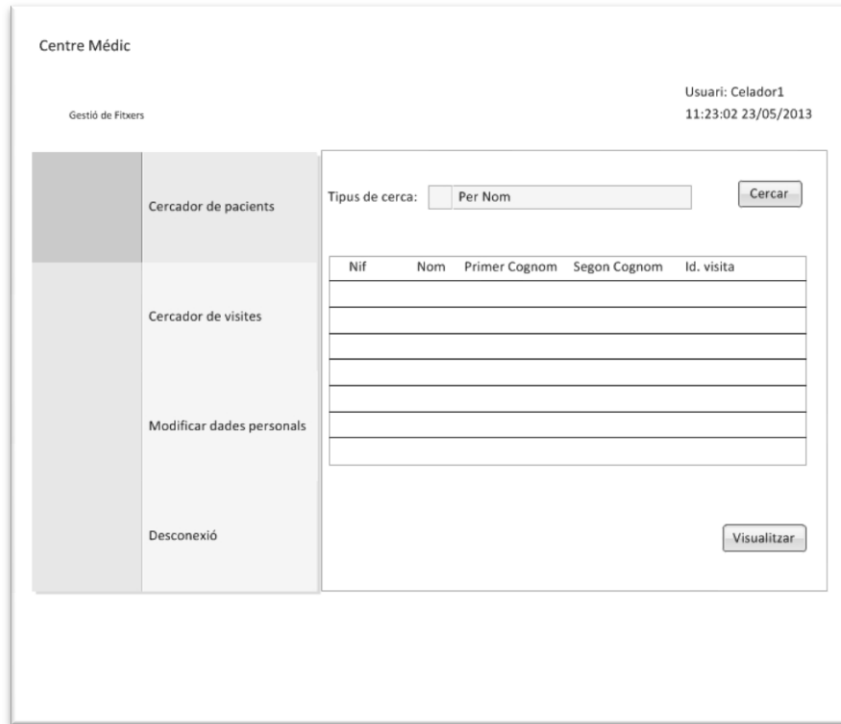 Centre Médic
Usuari: Celador1
Gestió de Fitxers
11:23:02 23/05/2013
Cercador de pacients
Tipus de cerca: Per Nom Cercar
Nif Nom Primer Cognom Segon Cognom Id. visita
Cercador de visites
Modificar dades personals
Desconexió
Visualitzar